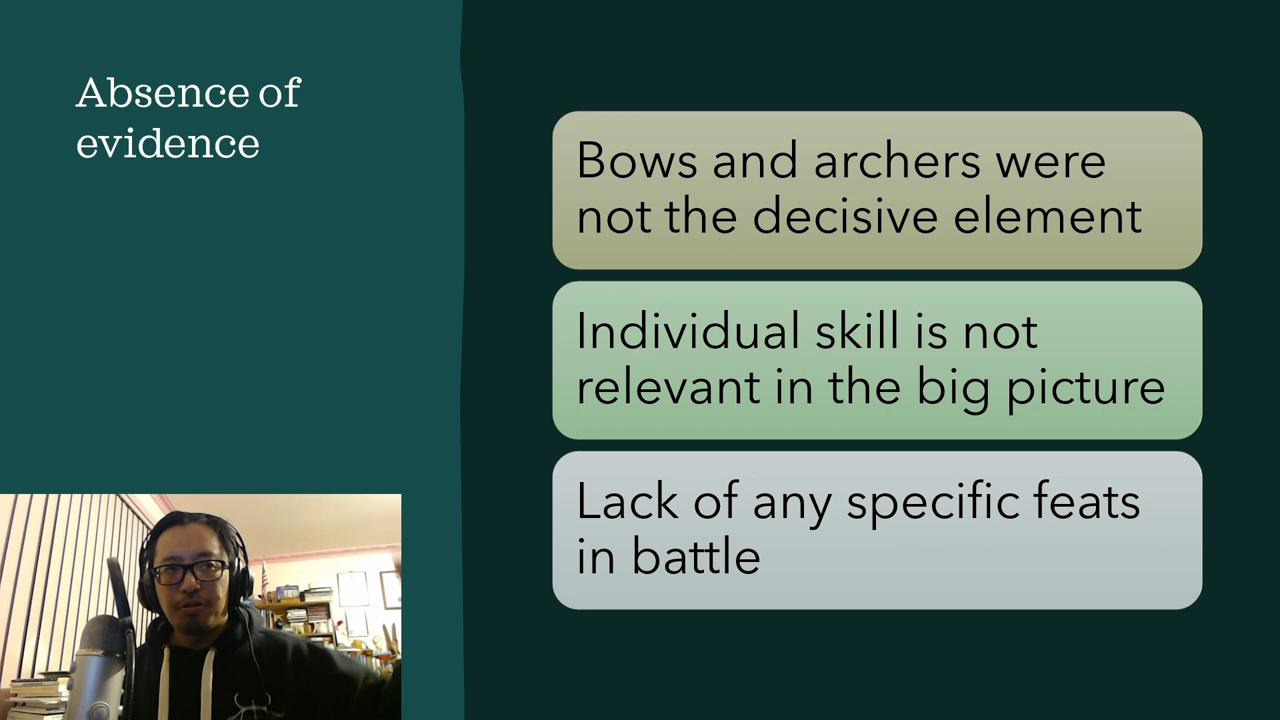 Absence of
evidence
Bows and archers were
not the decisive element
Individual skill is not
relevant in the big picture
Lack of any specific feats
in battle